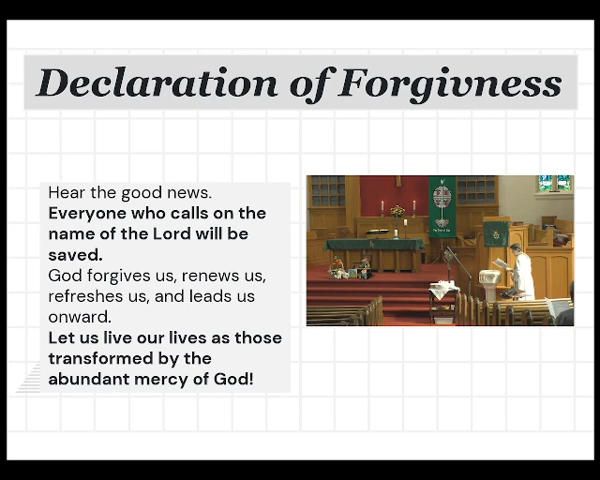 Declaration of Forgivness
Hear the good news.
Everyone who calls on the
name of the Lord will be
saved.
God forgives us, renews us,
refreshes us, and leads us
onward.
Let us live our lives as those
transformed by the
abundant mercy of God!